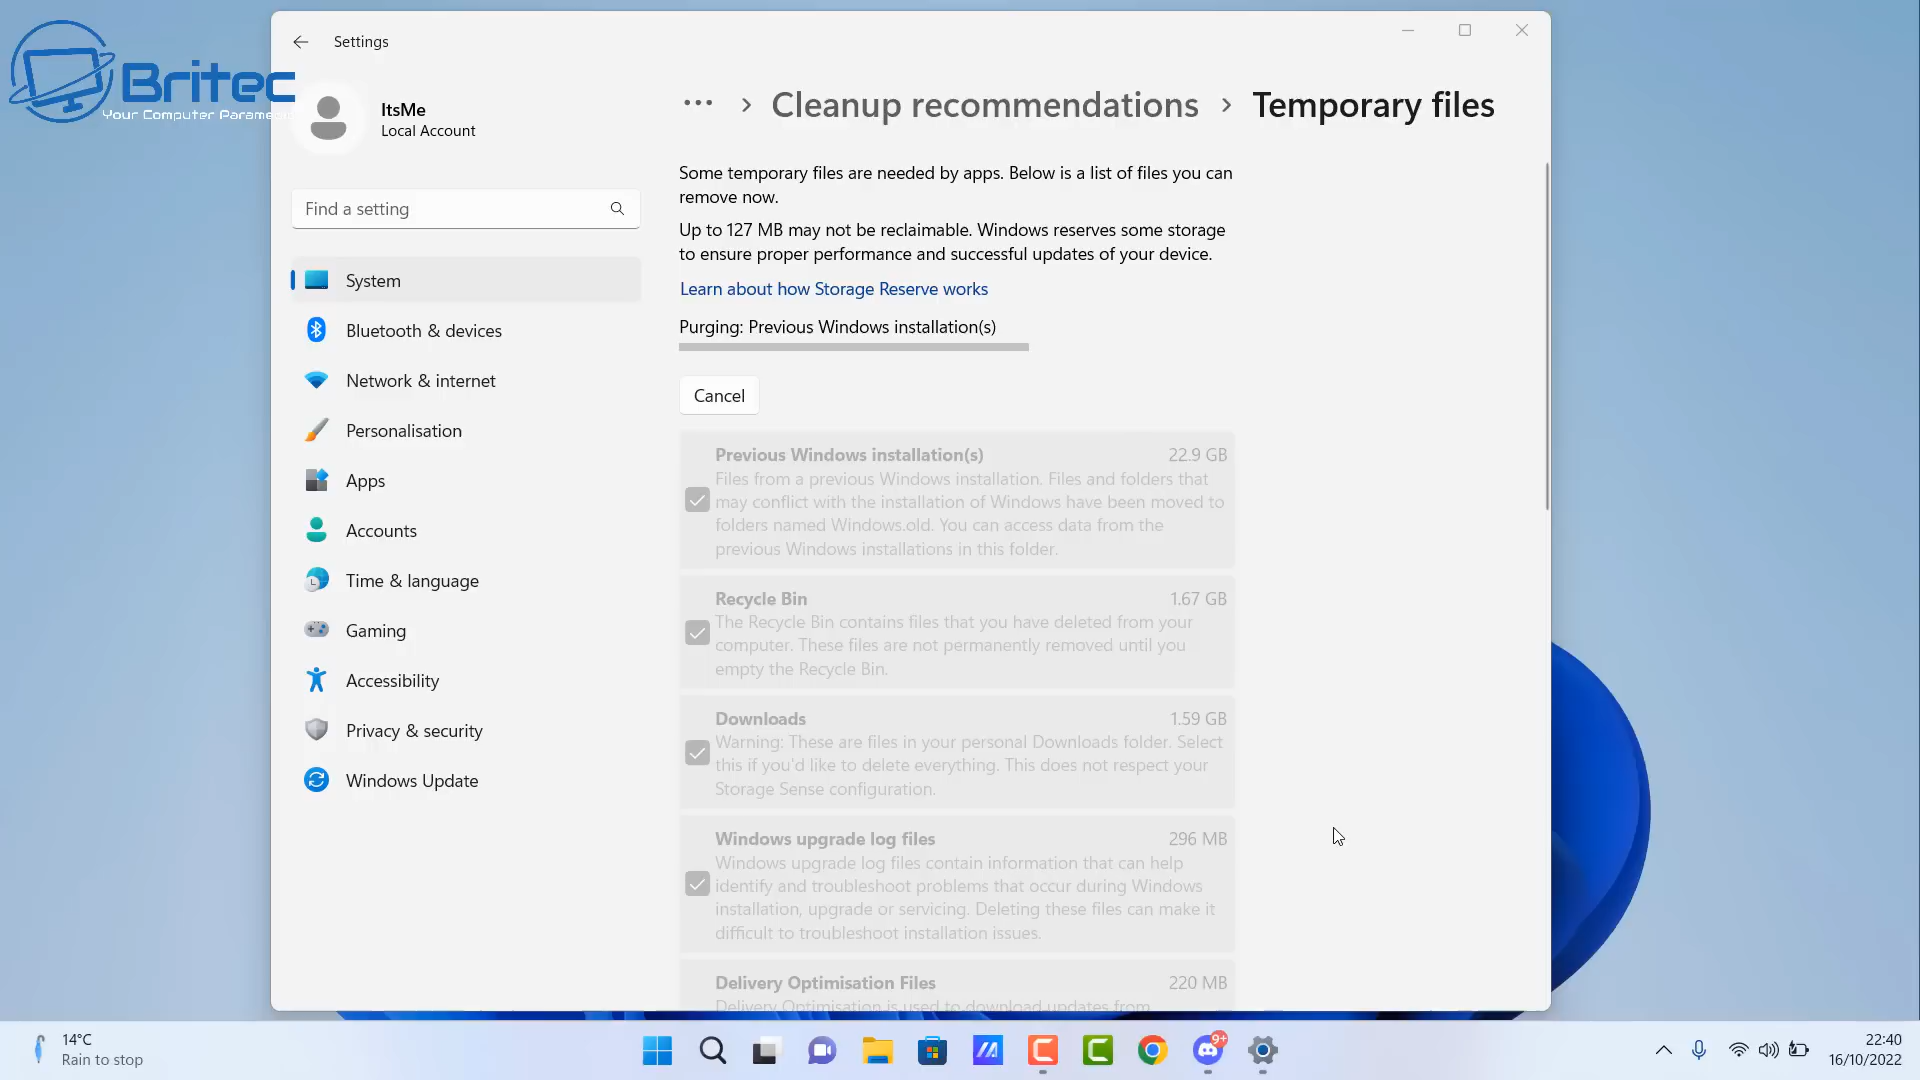 Settings
Britec
Your Computer Paramedic
ItsMe
Local Account
Find a setting
System
Bluetooth & devices
Network & internet
Personalisation
Apps
Accounts
Time & language
Gaming
Accessibility
Privacy & security
Windows Update
... > Cleanup recommendations > Temporary files
Some temporary files are needed by apps. Below is a list of files you can
remove now.
Up to 127 MB may not be reclaimable. Windows reserves some storage
to ensure proper performance and successful updates of your device.
Learn about how Storage Reserve works
Purging: Previous Windows installation(s)
Cancel
Previous Windows installation(s) 22.9 GB
Files from a previous Windows installation. Files and folders that
may conflict with the installation of Windows have been moved to
folders named Windows.old. You can access data from the
previous Windows installations in this folder.
Recycle Bin 1.67 GB
The Recycle Bin contains files that you have deleted from your
computer. These files are not permanently removed until you
empty the Recycle Bin.
Downloads 1.59 GB
Warning: These are files in your personal Downloads folder. Select
this if you'd like to delete everything. This does not respect your
Storage Sense configuration.
Windows upgrade log files 296 MB
Windows upgrade log files contain information that can help
identify and troubleshoot problems that occur during Windows
installation, upgrade or servicing. Deleting these files can make it
difficult to troubleshoot installation issues.
Delivery Optimisation Files 220 MB
Delivery Optimisation is used to download updates from
14°C
Rain to stop
9+
22:40
16/10/2022